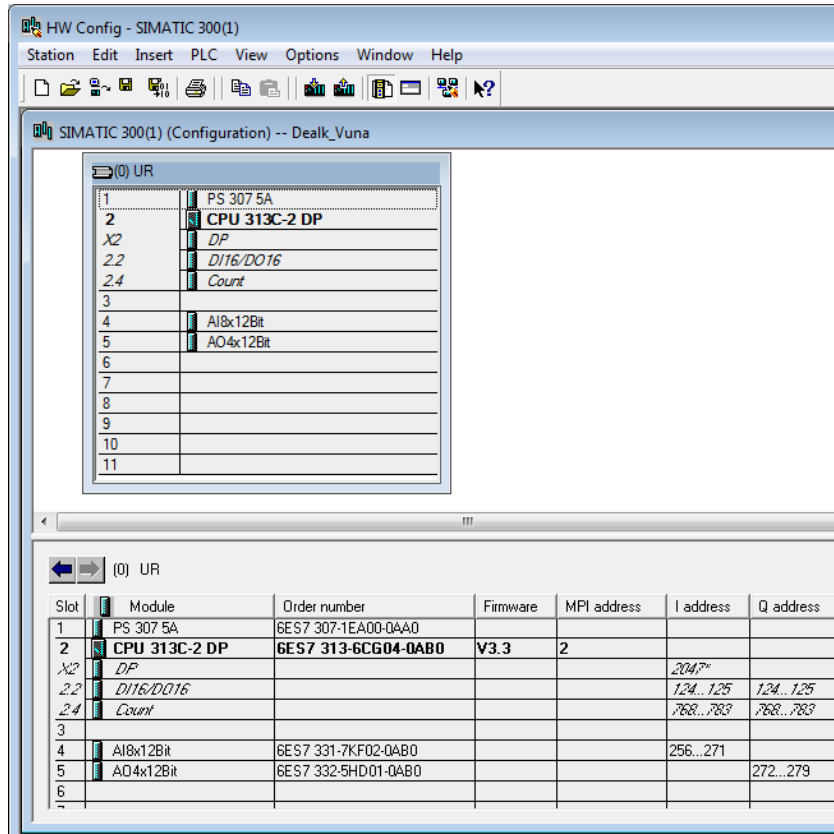 HW Config - SIMATIC 300(1)
Station Edit Insert PLC View Options Window Help
SIMATIC 300(1) (Configuration) -- Dealk_Vuna
(0) UR
1 PS 307 5A
2 CPU 313C-2 DP
X2 DP
2.2 DI16/DO16
2.4 Count
3
4 AI8x12Bit
5 AO4x12Bit
6
7
8
9
10
11
(0) UR
Slot Module Order number Firmware MPI address I address Q address
1 PS 307 5A 6ES7 307-1EA00-0AA0
2 CPU 313C-2 DP 6ES7 313-6CG04-0AB0 V3.3 2
X2 DP 2047*
2.2 DI16/DO16 124...125 124...125
2.4 Count 768...783 768...783
3
4 AI8x12Bit 6ES7 331-7KF02-0AB0 256...271
5 AO4x12Bit 6ES7 332-5HD01-0AB0 272...279
6